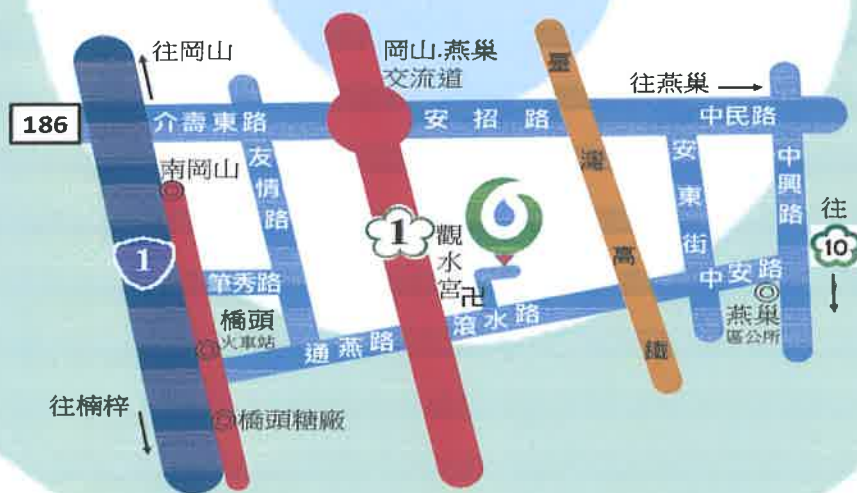 往岡山
岡山.燕巢
交流道
往燕巢
186
介壽東路
安招路
中民路
臺灣高鐵
南岡山
友情路
安東街
中興路
往
10
1
1
觀水宮
卍
筆秀路
中安路
燕巢
區公所
橋頭
火車站
通燕路
滾水路
往楠梓
橋頭糖廠